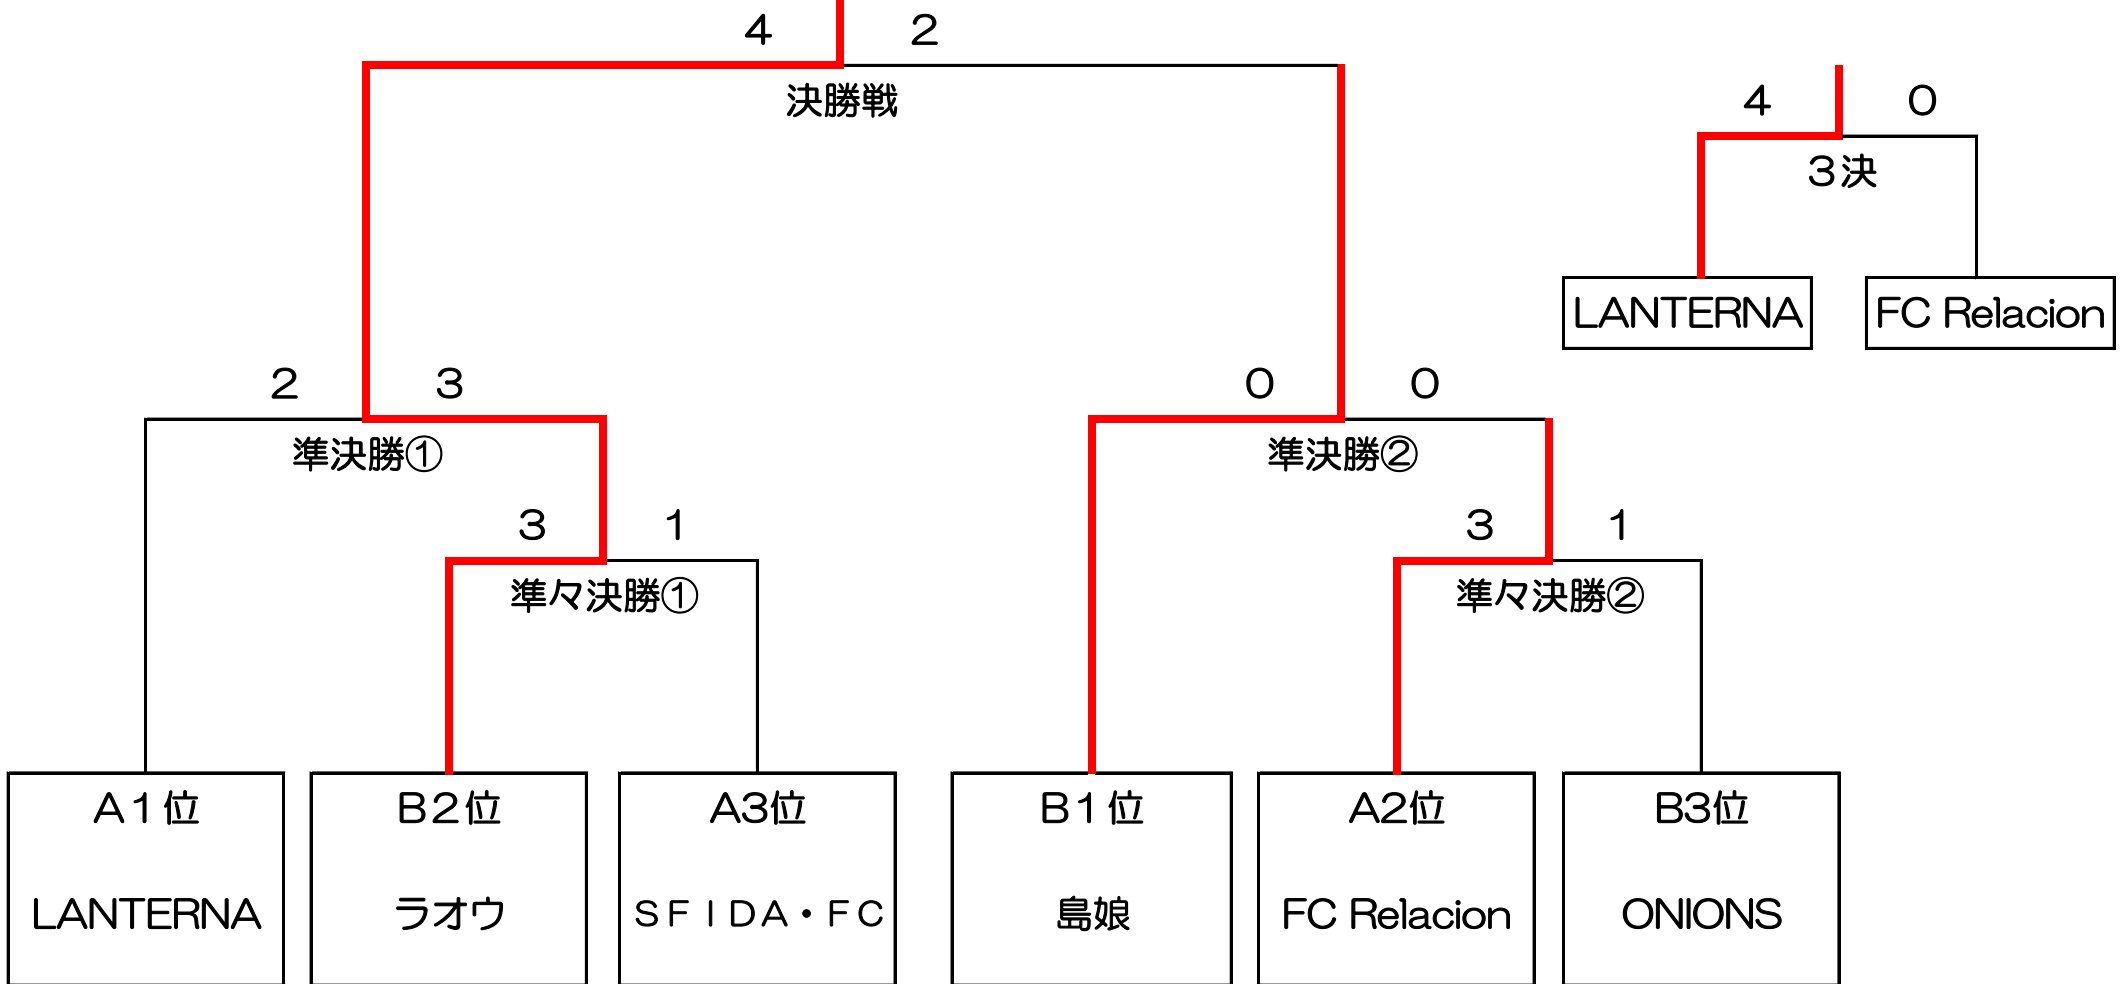 4 2
決勝戦
4 0
3決
LANTERNA FC Relacion
2 3 0 0
準決勝① 準決勝②
3 1 3 1
準々決勝① 準々決勝②
A1位 B2位 A3位 B1位 A2位 B3位
LANTERNA ラオウ SFIDA・FC 島娘 FC Relacion ONIONS